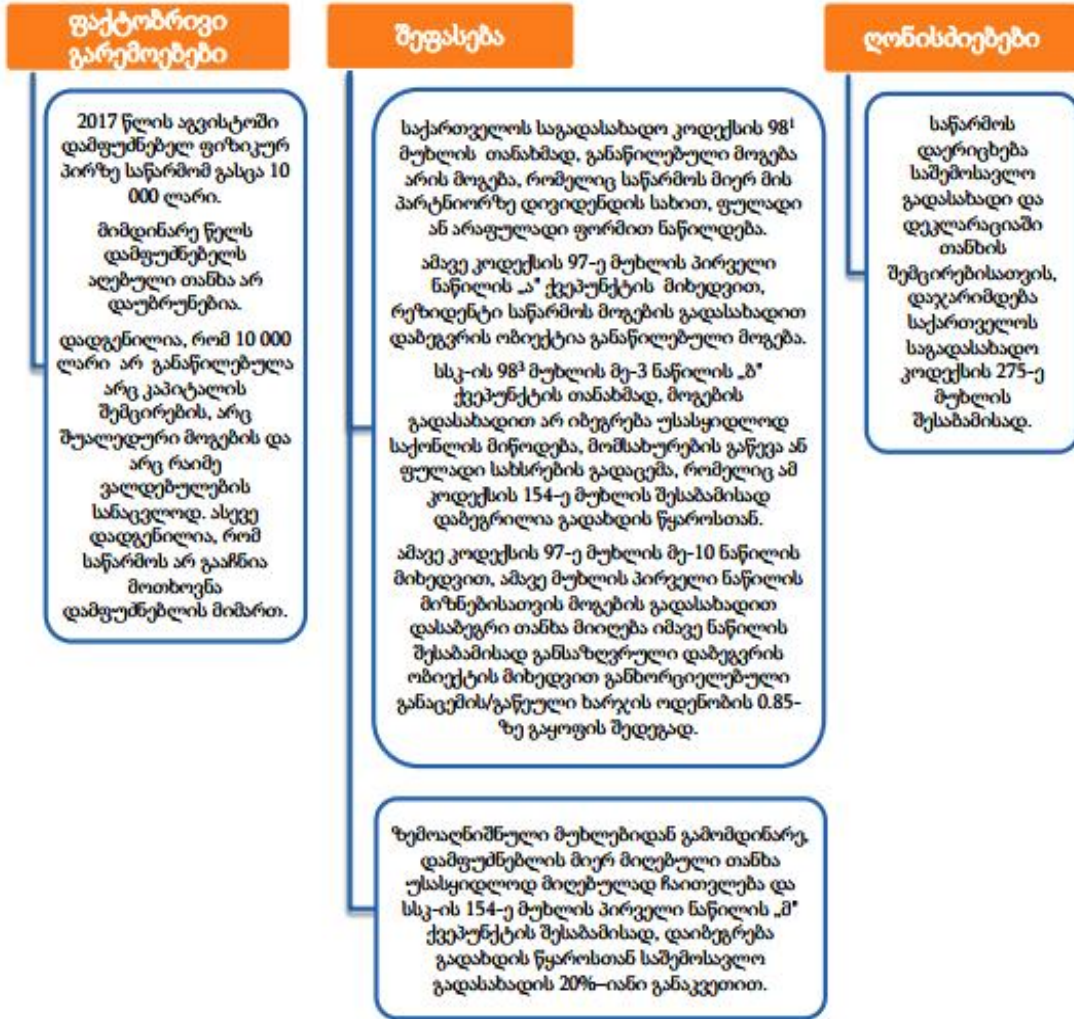 ფაქტობრივი
გარემოებები
2017 წლის აგვისტოში
დამფუძნებელ ფიზიკურ
პირზე საწარმომ გასცა 10
000 ლარი.
მიმდინარე წელს
დამფუძნებელს
აღებული თანხა არ
დაუბრუნებია.
დადგენილია, რომ 10 000
ლარი არ განაწილებულა
არც კაპიტალის
შემცირების, არც
შუალედური მოგების და
არც რაიმე
ვალდებულების
სანაცვლოდ. ასევე
დადგენილია, რომ
საწარმოს არ გააჩნია
მოთხოვნა
დამფუძნებლის მიმართ.
შეფასება
საქართველოს საგადასახადო კოდექსის 98¹
მუხლის თანახმად, განაწილებული მოგება
არის მოგება, რომელიც საწარმოს მიერ მის
პარტნიორზე დივიდენდის სახით, ფულადი
ან არაფულადი ფორმით ნაწილდება.
ამავე კოდექსის 97-ე მუხლის პირველი
ნაწილის „ა" ქვეპუნქტის მიხედვით,
რეზიდენტი საწარმოს მოგების გადასახადით
დაბეგვრის ობიექტია განაწილებული მოგება.
სსკ-ის 98³ მუხლის მე-3 ნაწილის „ბ"
ქვეპუნქტის თანახმად, მოგების
გადასახადით არ იბეგრება უსასყიდლოდ
საქონლის მიწოდება, მომსახურების გაწევა ან
ფულადი სახსრების გადაცემა, რომელიც ამ
კოდექსის 154-ე მუხლის შესაბამისად
დაბეგრილია გადახდის წყაროსთან.
ამავე კოდექსის 97-ე მუხლის მე-10 ნაწილის
მიხედვით, ამავე მუხლის პირველი ნაწილის
მიზნებისათვის მოგების გადასახადით
დასაბეგრი თანხა მიიღება იმავე ნაწილის
შესაბამისად განსაზღვრული დაბეგვრის
ობიექტის მიხედვით განხორციელებული
განაცემის/გაწეული ხარჯის ოდენობის 0.85-
ზე გაყოფის შედეგად.
ზემოაღნიშნული მუხლებიდან გამომდინარე,
დამფუძნებლის მიერ მიღებული თანხა
უსასყიდლოდ მიღებულად ჩაითვლება და
სსკ-ის 154-ე მუხლის პირველი ნაწილის „მ"
ქვეპუნქტის შესაბამისად, დაიბეგრება
გადახდის წყაროსთან საშემოსავლო
გადასახადის 20%–იანი განაკვეთით.
ღონისძიებები
საწარმოს
დაერიცხება
საშემოსავლო
გადასახადი და
დეკლარაციაში
თანხის
შემცირებისათვის,
დაჯარიმდება
საქართველოს
საგადასახადო
კოდექსის 275-ე
მუხლის
შესაბამისად.